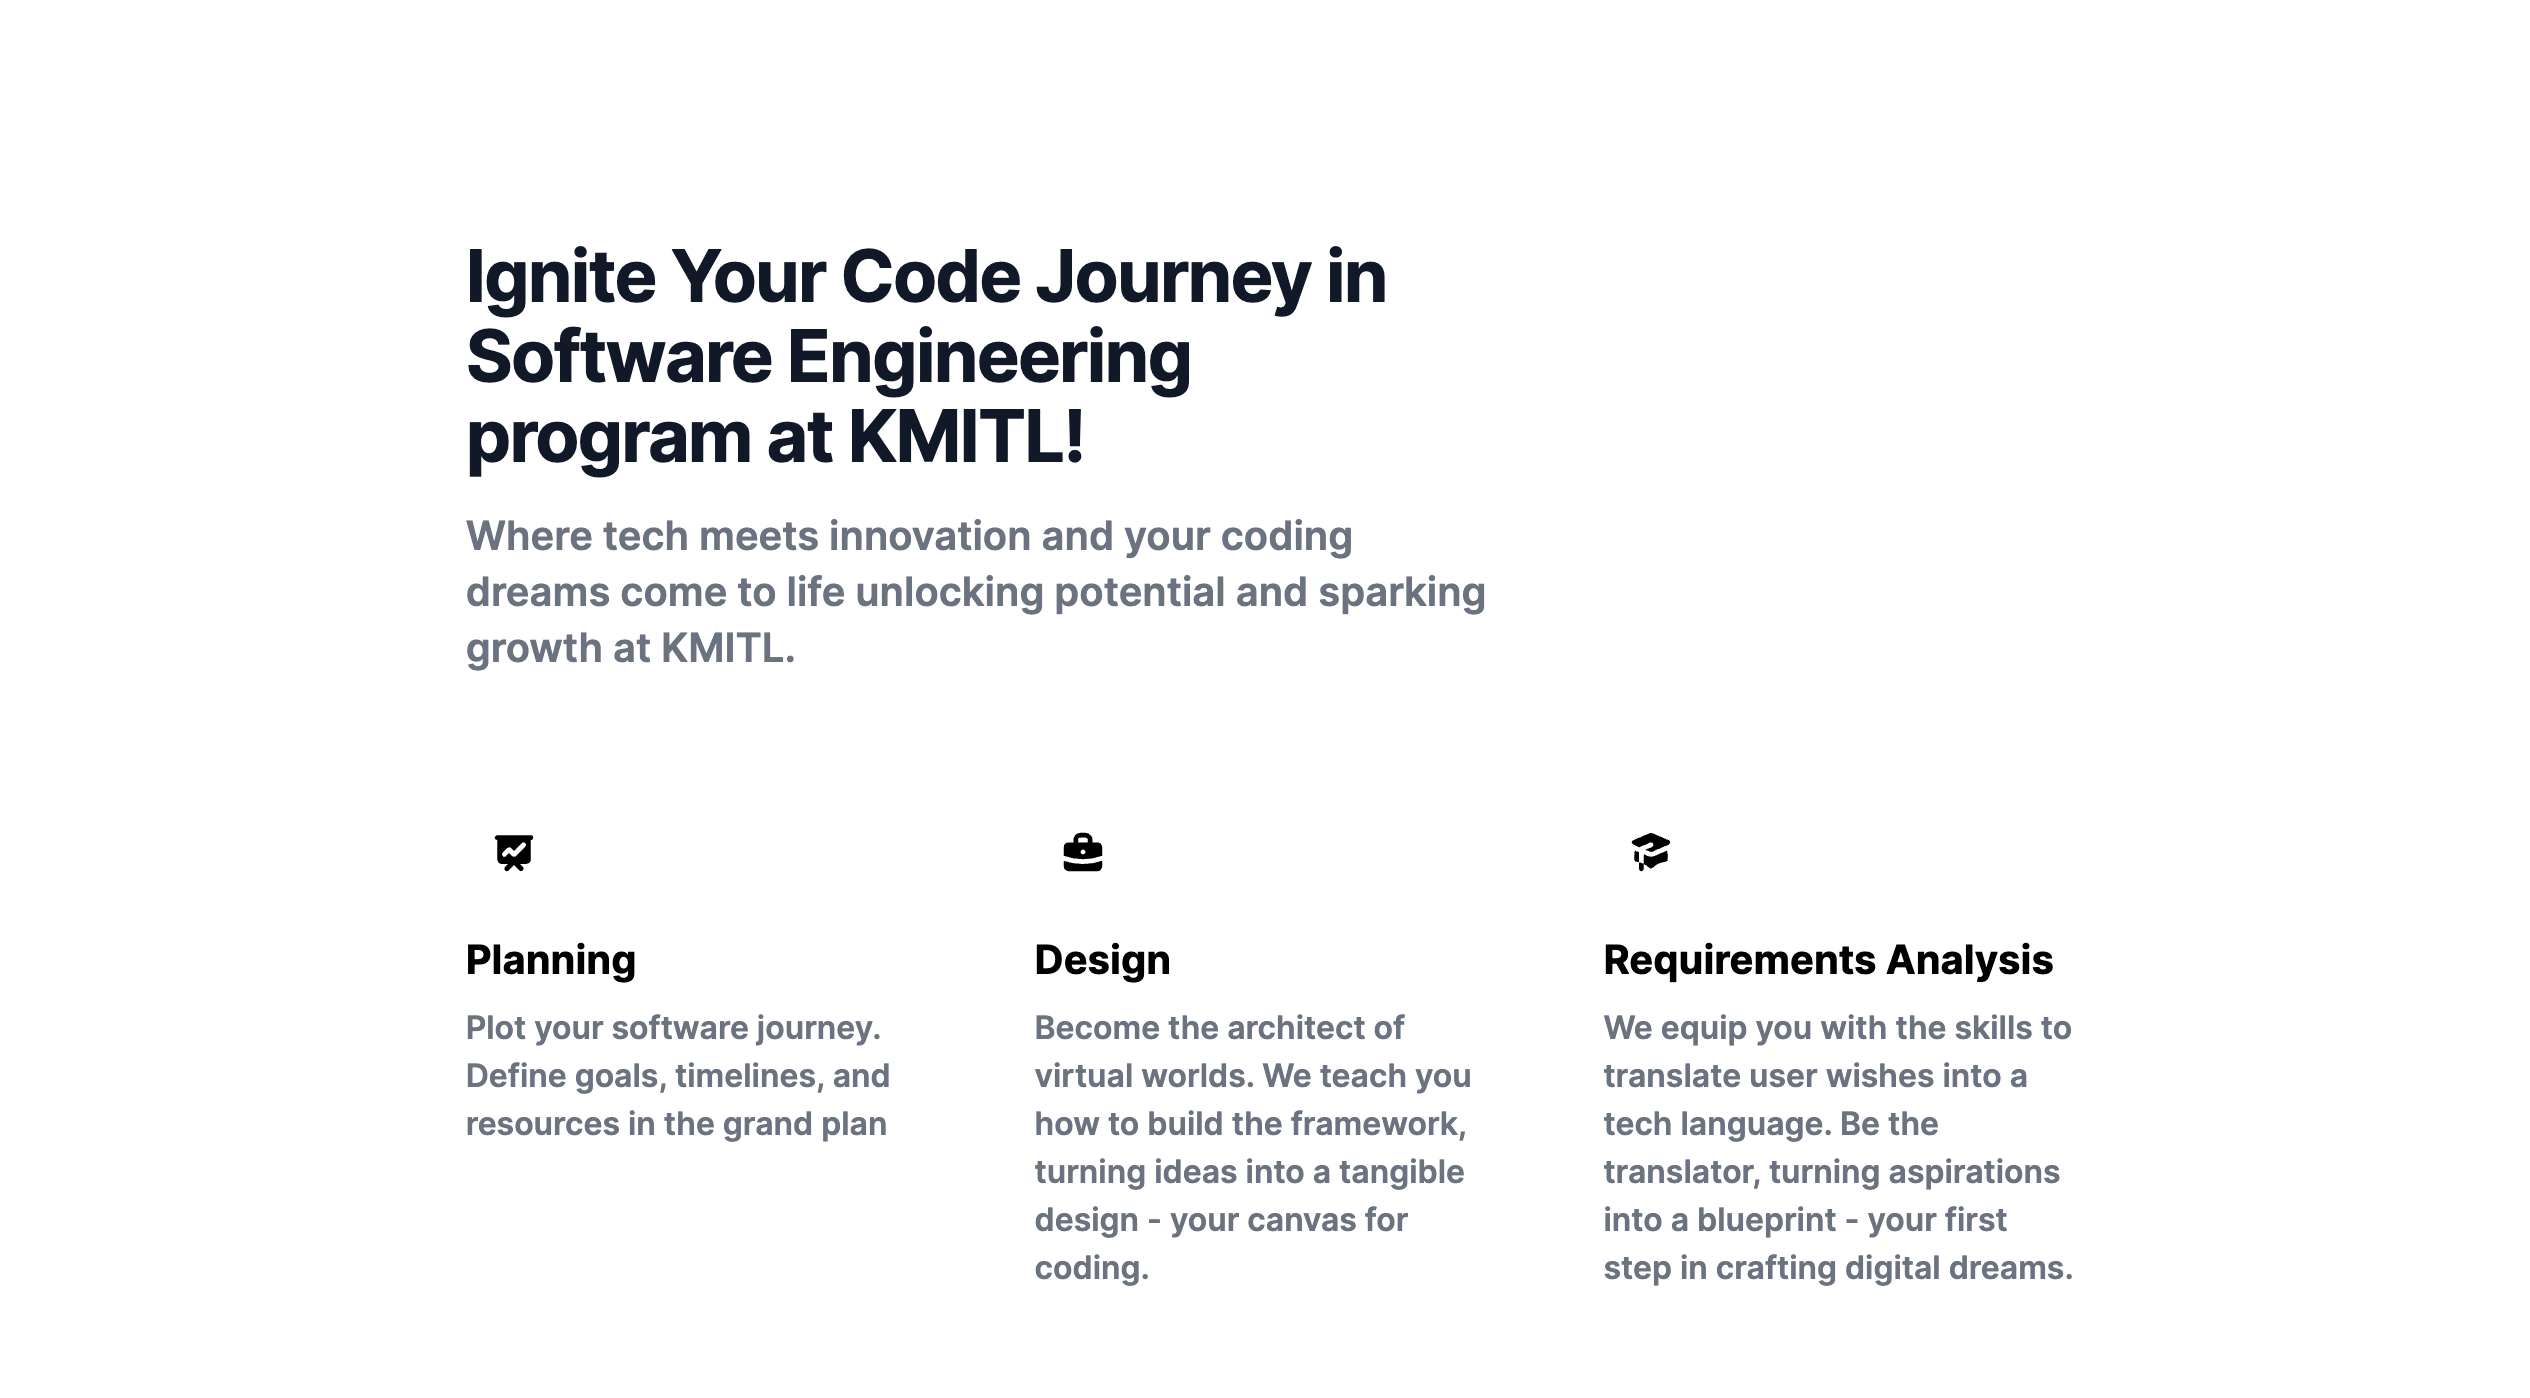 Ignite Your Code Journey in
Software Engineering
program at KMITL!
Where tech meets innovation and your coding
dreams come to life unlocking potential and sparking
growth at KMITL.
Planning
Plot your software journey.
Define goals, timelines, and
resources in the grand plan
Design
Become the architect of
virtual worlds. We teach you
how to build the framework,
turning ideas into a tangible
design - your canvas for
coding.
Requirements Analysis
We equip you with the skills to
translate user wishes into a
tech language. Be the
translator, turning aspirations
into a blueprint - your first
step in crafting digital dreams.